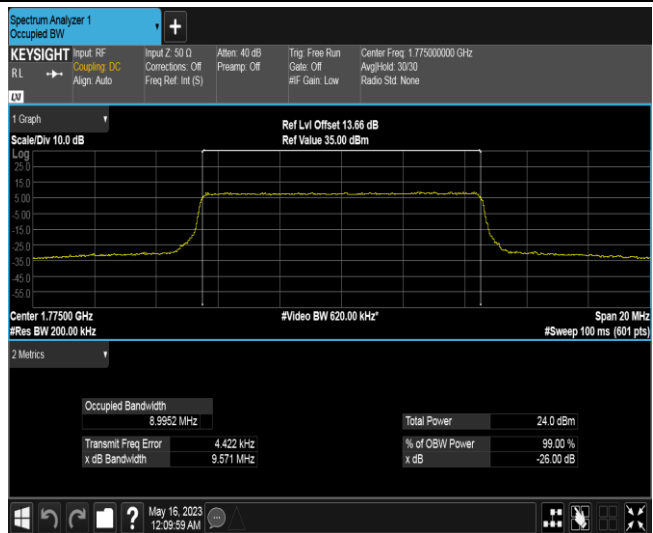 Spectrum Analyzer 1
Occupied BW
+
KEYSIGHT Input: RF Input Z: 50 Ω Atten: 40 dB Trig: Free Run Center Freq: 1.775000000 GHz
RL Coupling: DC Corrections: Off Preamp: Off Gate: Off Avg|Hold: 30/30
Align: Auto Freq Ref: Int (S) #IF Gain: Low Radio Std: None
1 Graph
Ref Lvl Offset 13.66 dB
Scale/Div 10.0 dB Ref Value 35.00 dBm
Log
25.0
15.0
5.00
-5.00
-15.0
-25.0
-35.0
-45.0
-55.0
Center 1.77500 GHz #Video BW 620.00 kHz* Span 20 MHz
#Res BW 200.00 kHz #Sweep 100 ms (601 pts)
2 Metrics
Occupied Bandwidth
8.9952 MHz Total Power 24.0 dBm
Transmit Freq Error 4.422 kHz % of OBW Power 99.00 %
x dB Bandwidth 9.571 MHz x dB -26.00 dB
? May 16, 2023
12:09:59 AM